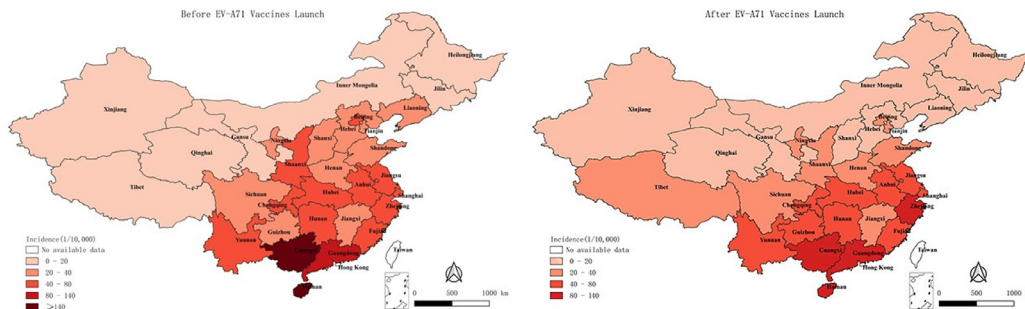 Before EV-A71 Vaccines Launch
Heilongjiang
Jilin
Inner Mongolia
Liaoning
Xinjiang
Beijing
Hebei
Tianjin
Gansu
Ningxia
Shanxi
Shandong
Qinghai
Shaanxi
Henan
Jiangsu
Tibet
Anhui
Shanghai
Sichuan
Hubei
Chongqing
Zhejiang
Hunan
Jiangxi
Guizhou
Fujian
Yunnan
Guangxi
Guangdong
Taiwan
Hong Kong
Hainan
Incidence(1/10,000)
No available data
0 - 20
20 - 40
40 - 80
80 - 140
>140
0 500 1000 km
After EV-A71 Vaccines Launch
Heilongjiang
Jilin
Inner Mongolia
Liaoning
Xinjiang
Beijing
Hebei
Tianjin
Gansu
Ningxia
Shanxi
Shandong
Qinghai
Shaanxi
Henan
Jiangsu
Tibet
Anhui
Shanghai
Sichuan
Hubei
Chongqing
Zhejiang
Hunan
Jiangxi
Guizhou
Fujian
Yunnan
Guangxi
Guangdong
Taiwan
Hong Kong
Hainan
Incidence(1/10,000)
No available data
0 - 20
20 - 40
40 - 80
80 - 140
0 500 1000